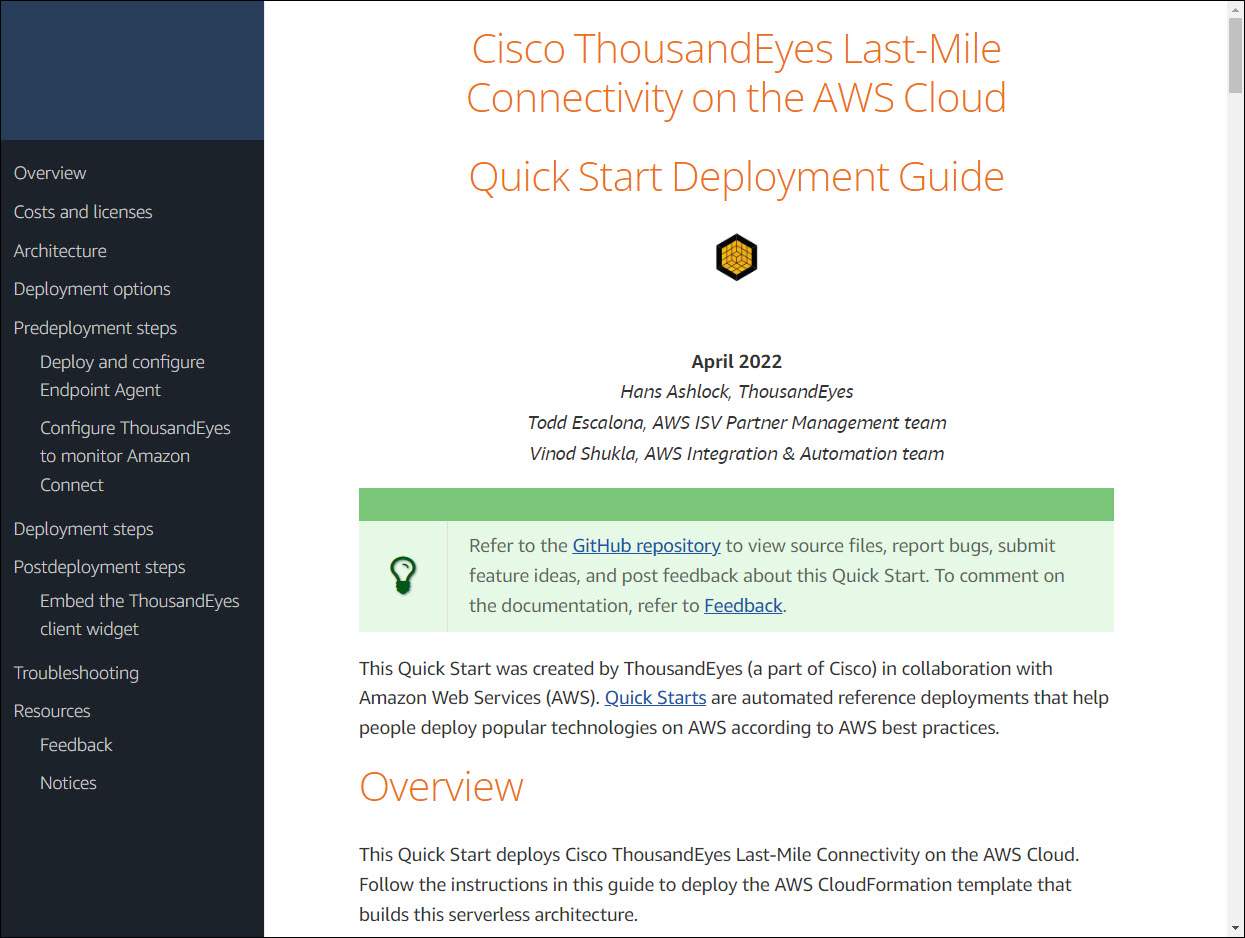 Overview
Costs and licenses
Architecture
Deployment options
Predeployment steps
Deploy and configure
Endpoint Agent
Configure ThousandEyes
to monitor Amazon
Connect
Deployment steps
Postdeployment steps
Embed the ThousandEyes
client widget
Troubleshooting
Resources
Feedback
Notices
Cisco ThousandEyes Last-Mile
Connectivity on the AWS Cloud
Quick Start Deployment Guide
April 2022
Hans Ashlock, ThousandEyes
Todd Escalona, AWS ISV Partner Management team
Vinod Shukla, AWS Integration & Automation team
Refer to the GitHub repository to view source files, report bugs, submit
feature ideas, and post feedback about this Quick Start. To comment on
the documentation, refer to Feedback.
This Quick Start was created by ThousandEyes (a part of Cisco) in collaboration with
Amazon Web Services (AWS). Quick Starts are automated reference deployments that help
people deploy popular technologies on AWS according to AWS best practices.
Overview
This Quick Start deploys Cisco ThousandEyes Last-Mile Connectivity on the AWS Cloud.
Follow the instructions in this guide to deploy the AWS CloudFormation template that
builds this serverless architecture.